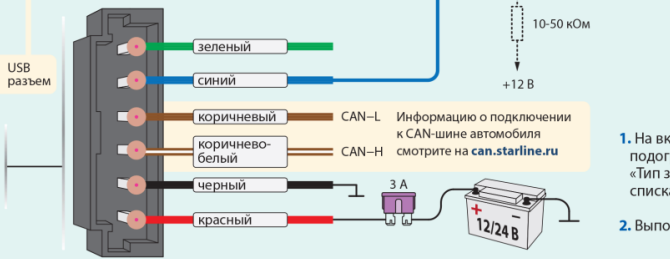 10-50 кОм
+12 В
USB
разъем
зеленый
синий
коричневый
CAN–L
коричнево-
белый
CAN–H
Информацию о подключении
к CAN-шине автомобиля
смотрите на can.starline.ru
черный
красный
3 А
+ –
12/24 В
1. На вк
подог
«Тип з
списка
2. Выпо